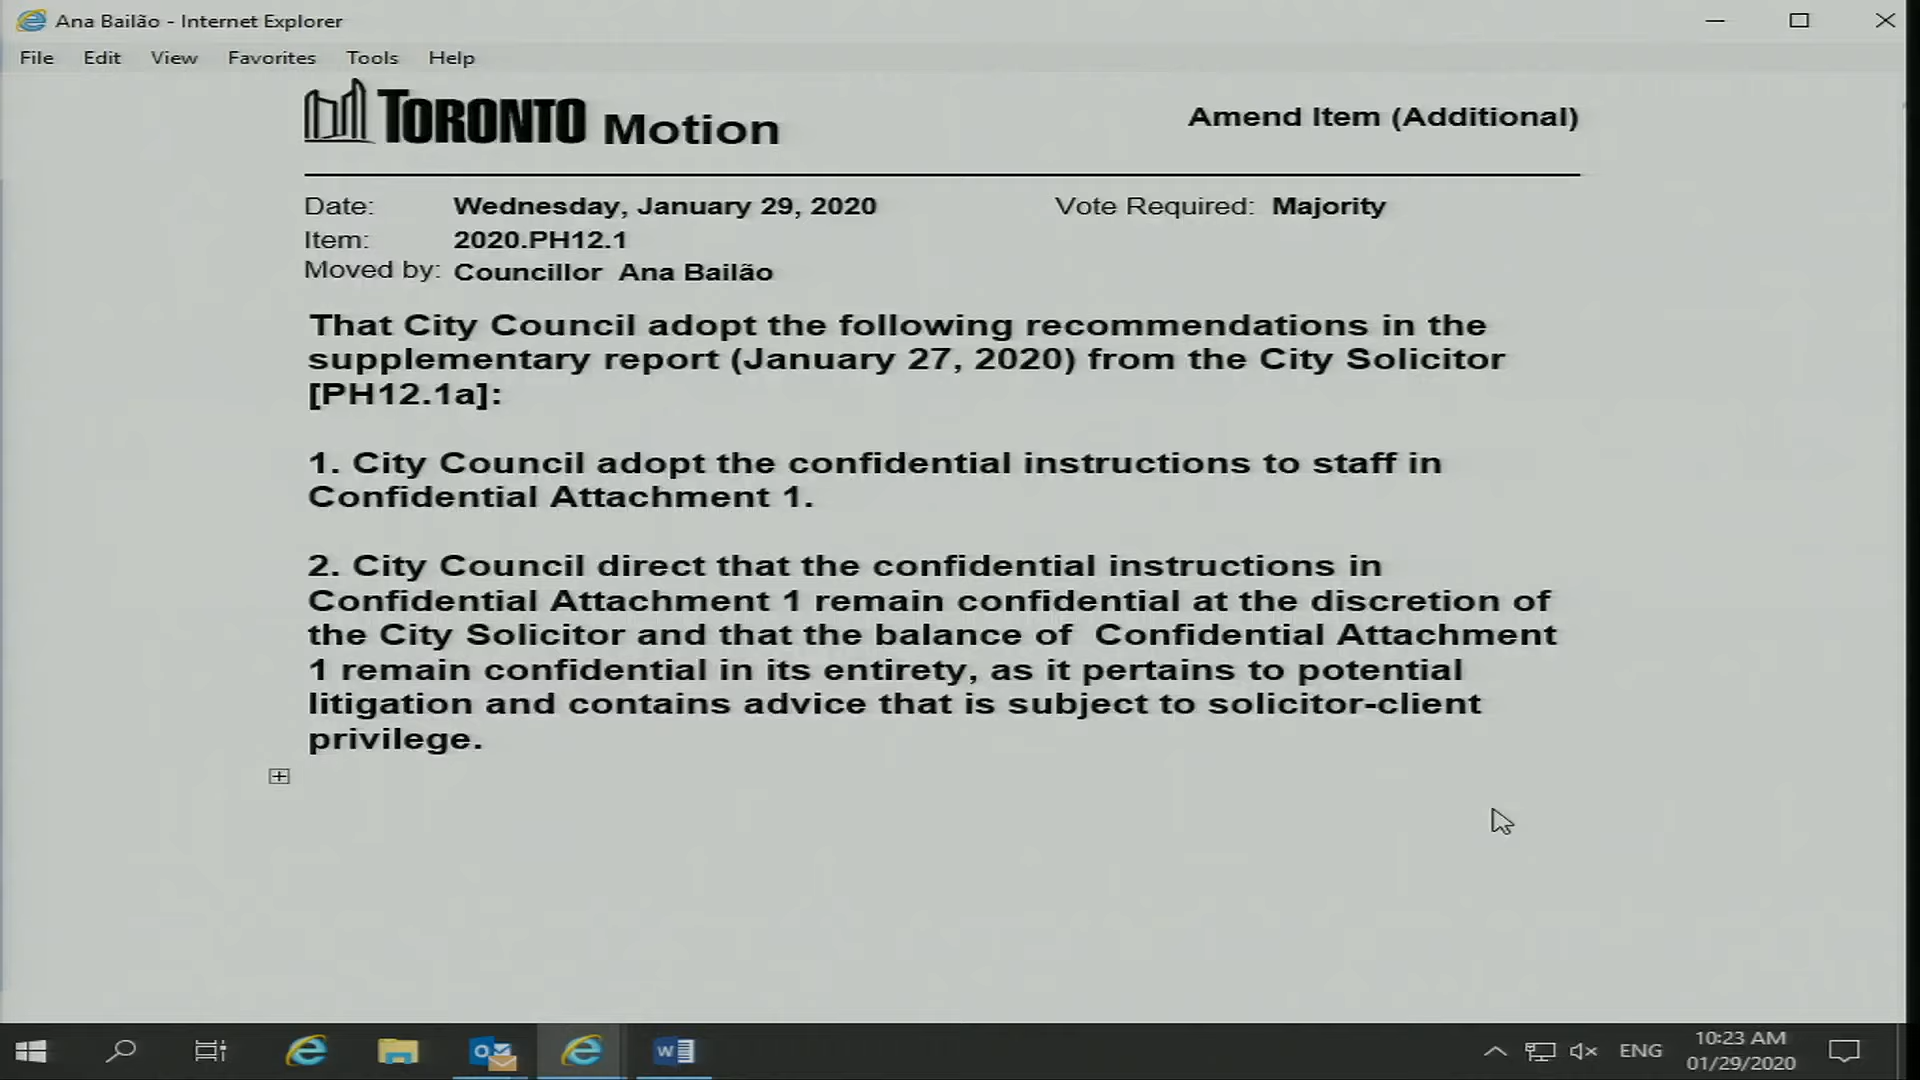 Ana Bailão - Internet Explorer
File Edit View Favorites Tools Help
TORONTO Motion
Amend Item (Additional)
Date: Wednesday, January 29, 2020
Vote Required: Majority
Item: 2020.PH12.1
Moved by: Councillor Ana Bailão
That City Council adopt the following recommendations in the
supplementary report (January 27, 2020) from the City Solicitor
[PH12.1a]:
1. City Council adopt the confidential instructions to staff in
Confidential Attachment 1.
2. City Council direct that the confidential instructions in
Confidential Attachment 1 remain confidential at the discretion of
the City Solicitor and that the balance of Confidential Attachment
1 remain confidential in its entirety, as it pertains to potential
litigation and contains advice that is subject to solicitor-client
privilege.
ENG
10:23 AM
01/29/2020